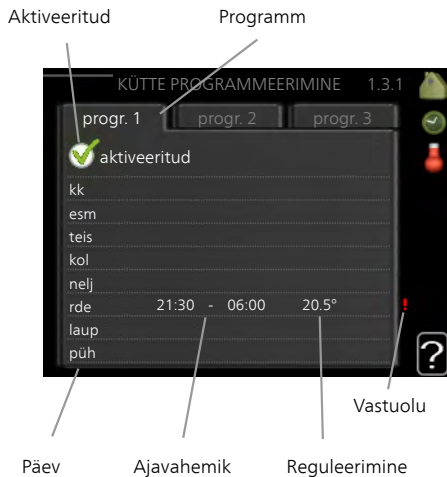 Aktiveeritud Programm
KÜTTE PROGRAMMEERIMINE 1.3.1
progr. 1 progr. 2 progr. 3
aktiveeritud
kk
esm
teis
kol
nelj
rde 21:30 - 06:00 20.5° !
laup
püh
?
Vastuolu
Päev Ajavahemik Reguleerimine